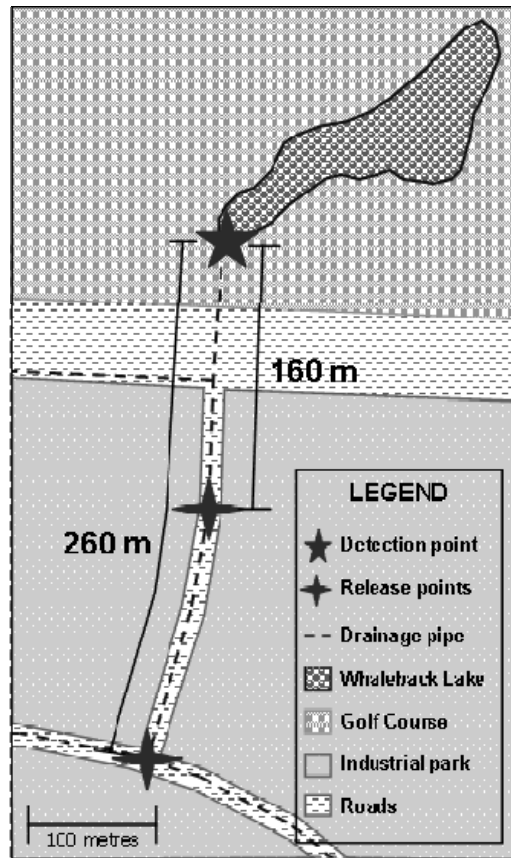 160 m
260 m
LEGEND
Detection point
Release points
Drainage pipe
Whaleback Lake
Golf Course
Industrial park
Roads
100 metres